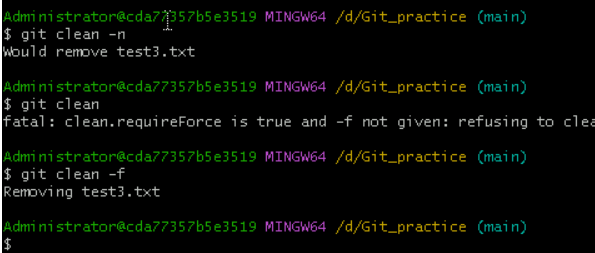 Administrator@cda77357b5e3519 MINGW64 /d/Git_practice (main)
$ git clean -n
Would remove test3.txt
Administrator@cda77357b5e3519 MINGW64 /d/Git_practice (main)
$ git clean
fatal: clean.requireForce is true and -f not given: refusing to clea
Administrator@cda77357b5e3519 MINGW64 /d/Git_practice (main)
$ git clean -f
Removing test3.txt
Administrator@cda77357b5e3519 MINGW64 /d/Git_practice (main)
$